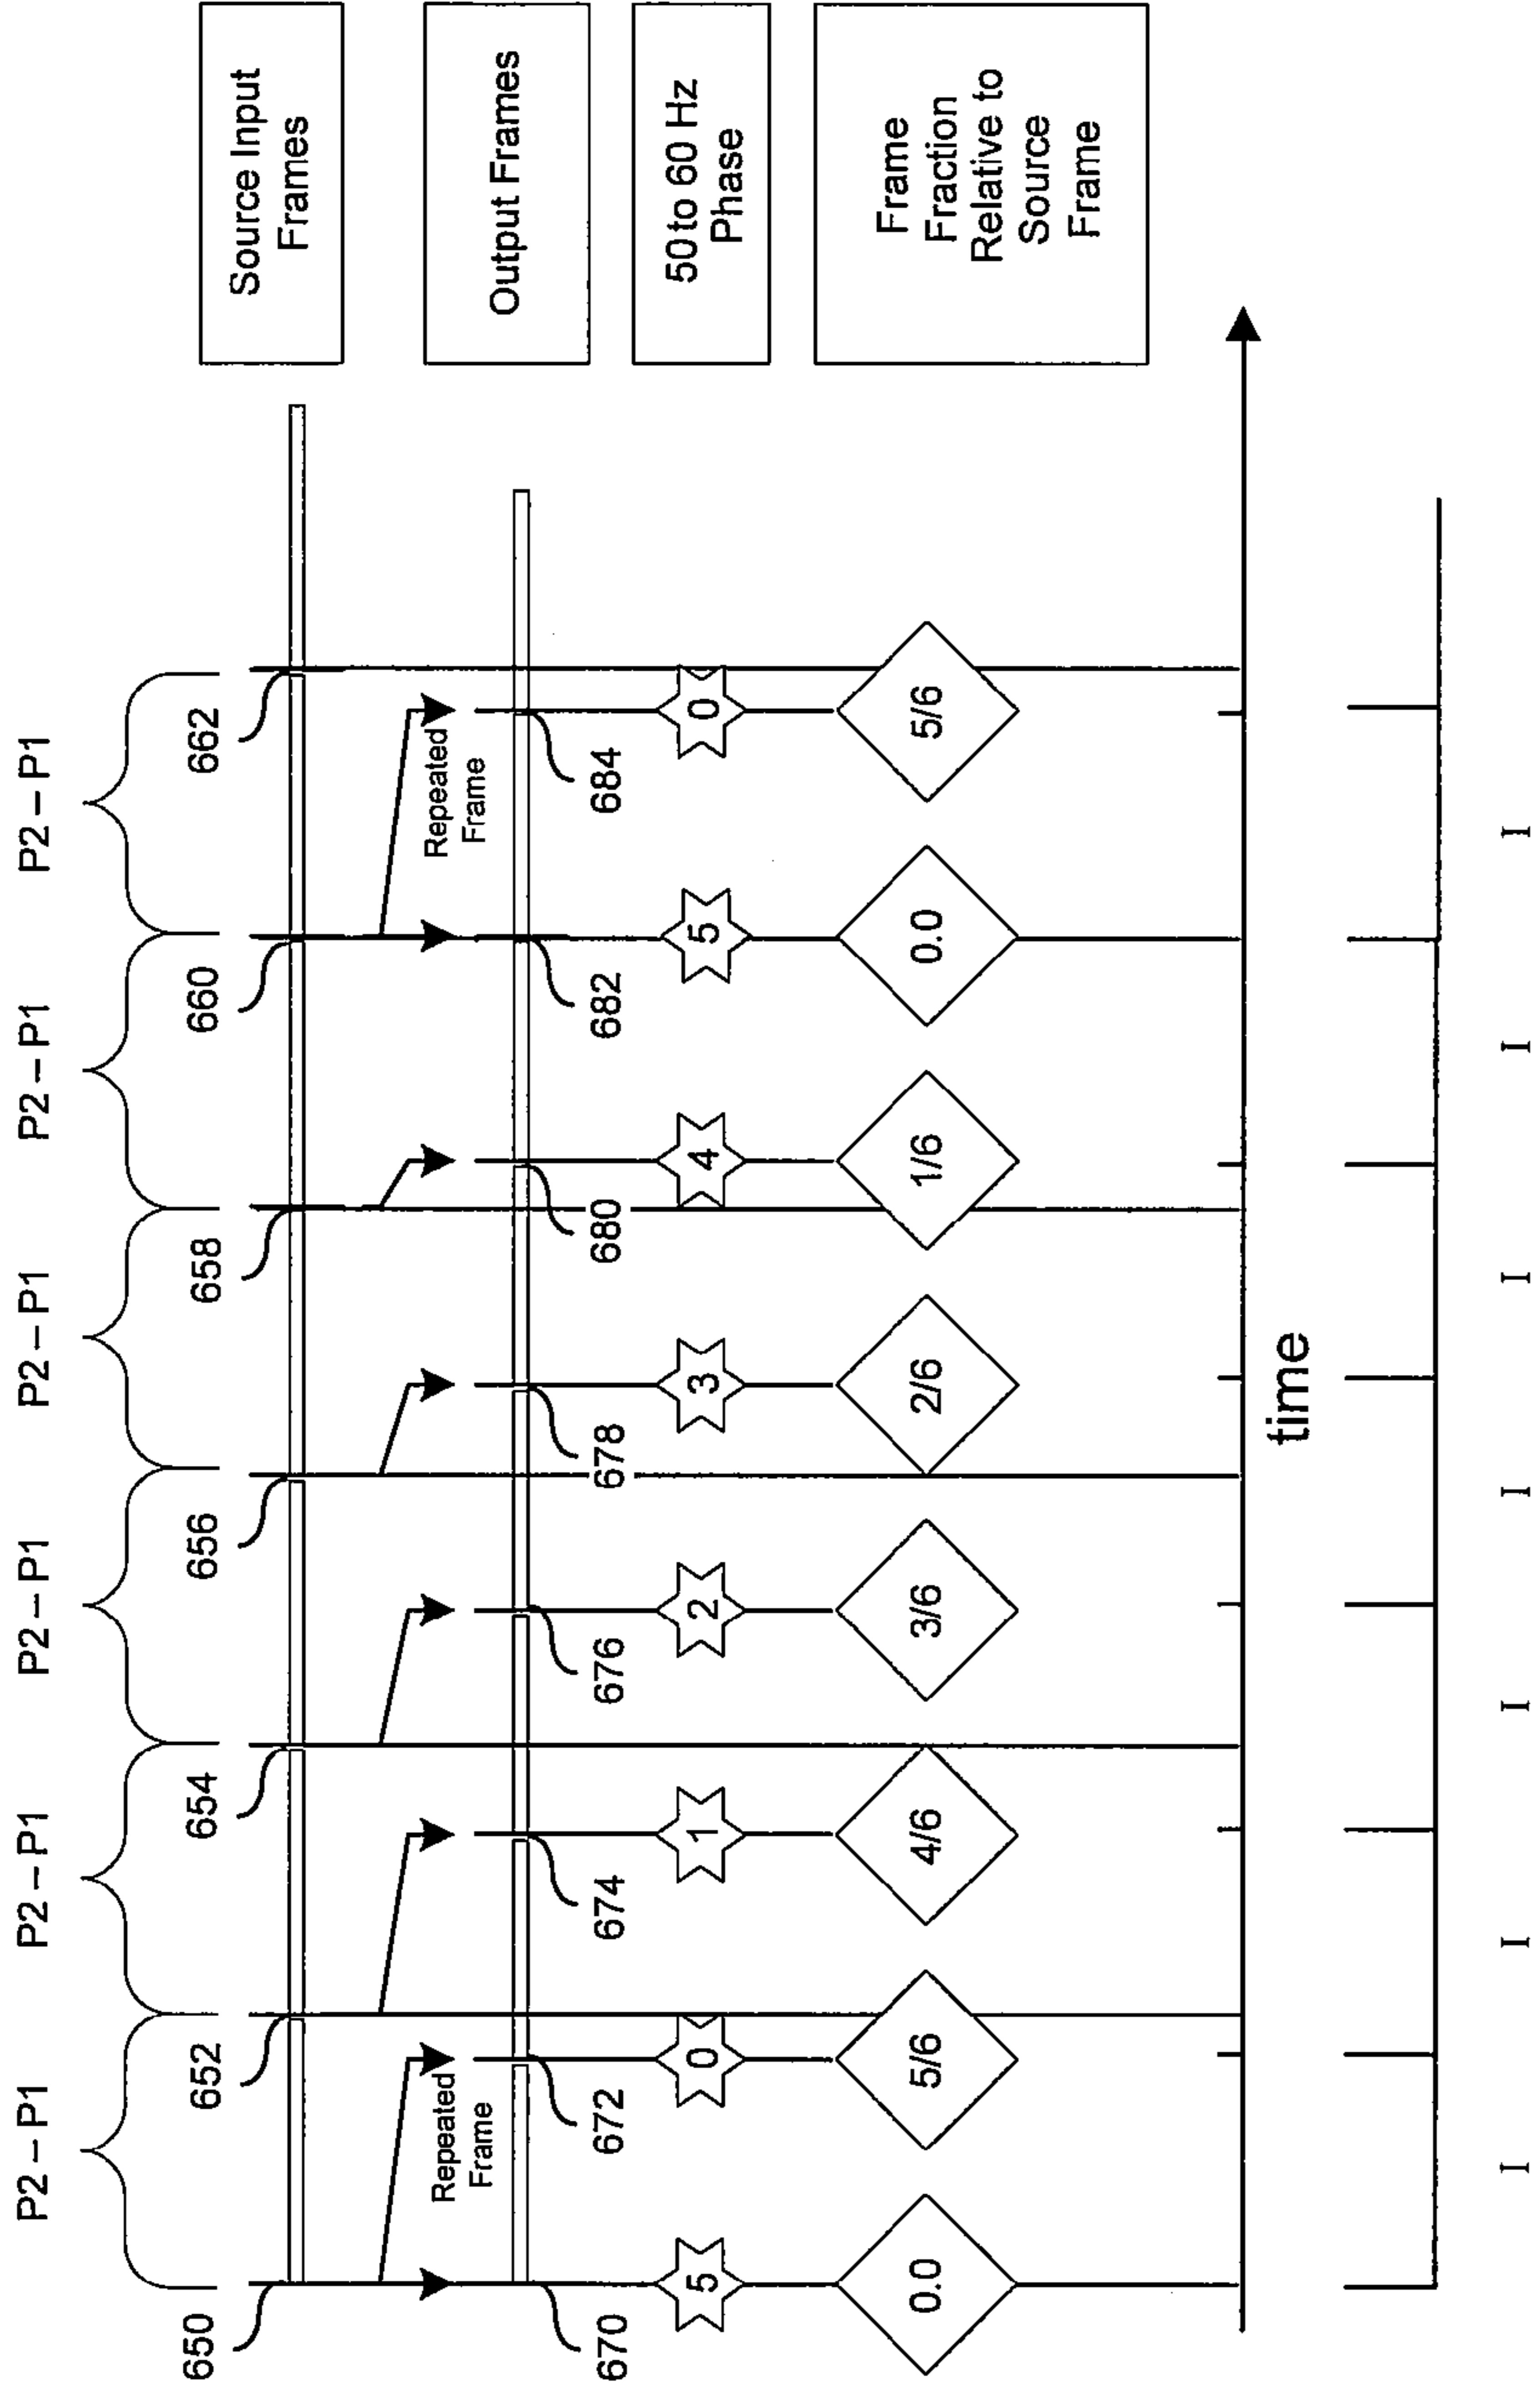 P2 – P1
P2 – P1
P2 – P1
P2 – P1
P2 – P1
P2 – P1
650
652
654
656
658
660
662
Source Input
Frames
Repeated
Frame
Repeated
Frame
Output Frames
670
672
674
676
678
680
682
684
5
0
1
2
3
4
5
0
50 to 60 Hz
Phase
0.0
5/6
4/6
3/6
2/6
1/6
0.0
5/6
Frame
Fraction
Relative to
Source
Frame
time
I
I
I
I
I
I
I